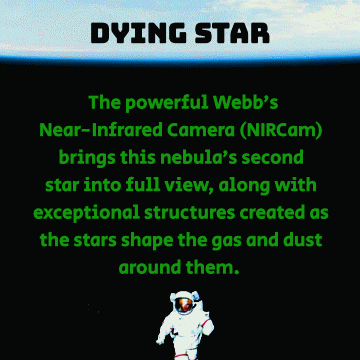 DYING STAR
The powerful Webb's
Near-Infrared Camera (NIRCam)
brings this nebula's second
star into full view, along with
exceptional structures created as
the stars shape the gas and dust
around them.